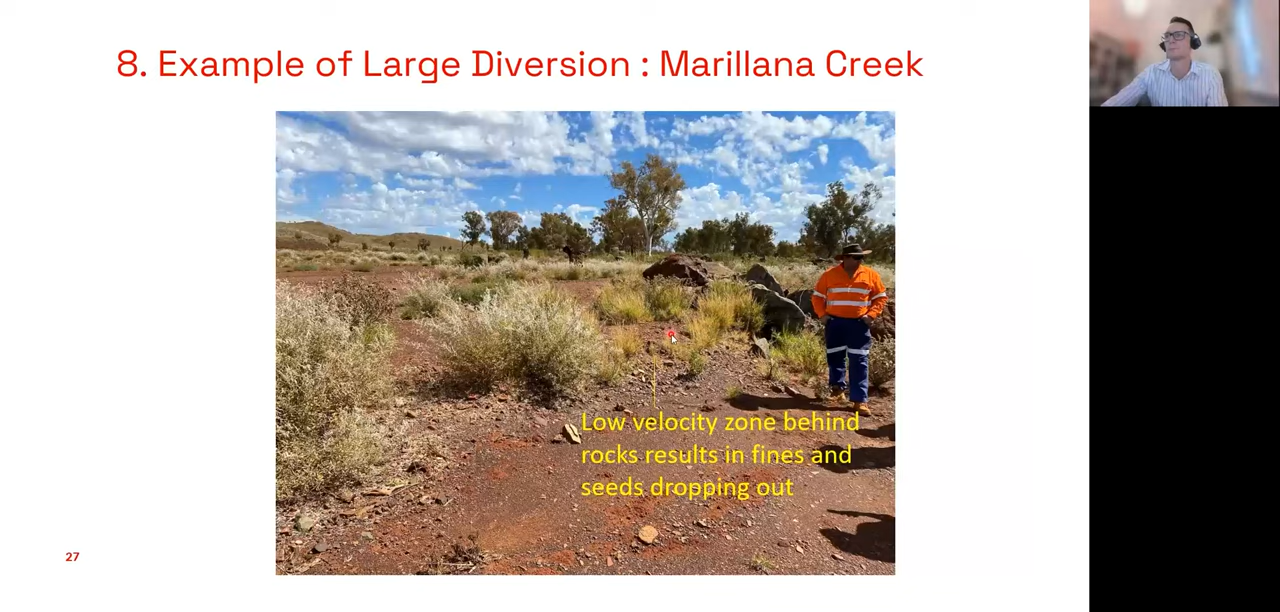 8. Example of Large Diversion : Marillana Creek
Low velocity zone behind
rocks results in fines and
seeds dropping out
27